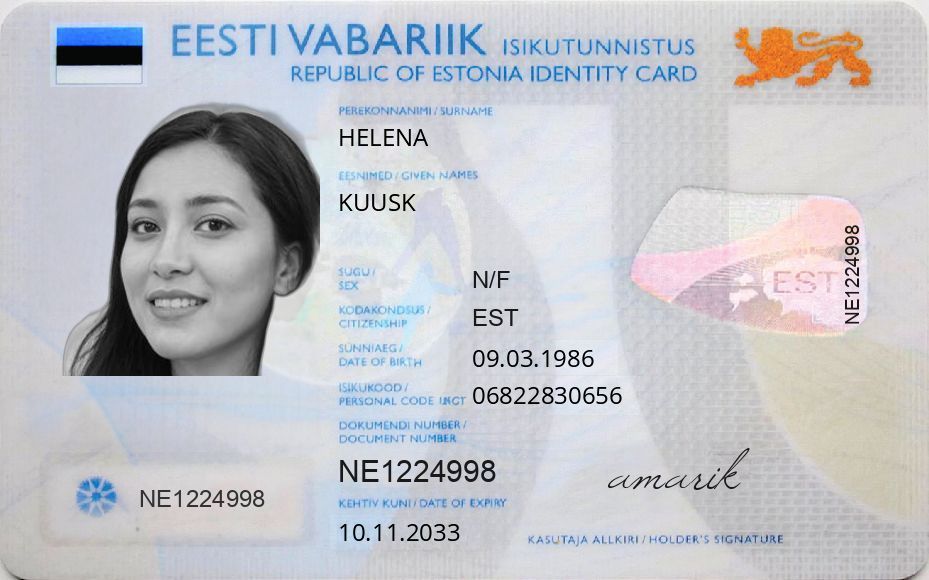 EESTI VABARIIK ISIKUTUNNISTUS
REPUBLIC OF ESTONIA IDENTITY CARD
PEREKONNANIMI / SURNAME
HELENA
EESNIMED / GIVEN NAMES
KUUSK
SUGU / SEX
N/F
KODAKONDSUS / CITIZENSHIP
EST
SÜNNIAEG / DATE OF BIRTH
09.03.1986
ISIKUKOOD / PERSONAL CODE
06822830656
DOKUMENDI NUMBER / DOCUMENT NUMBER
NE1224998
KEHTIV KUNI / DATE OF EXPIRY
10.11.2033
NE1224998
EST
NE1224998
amarik
KASUTAJA ALLKIRI / HOLDER'S SIGNATURE